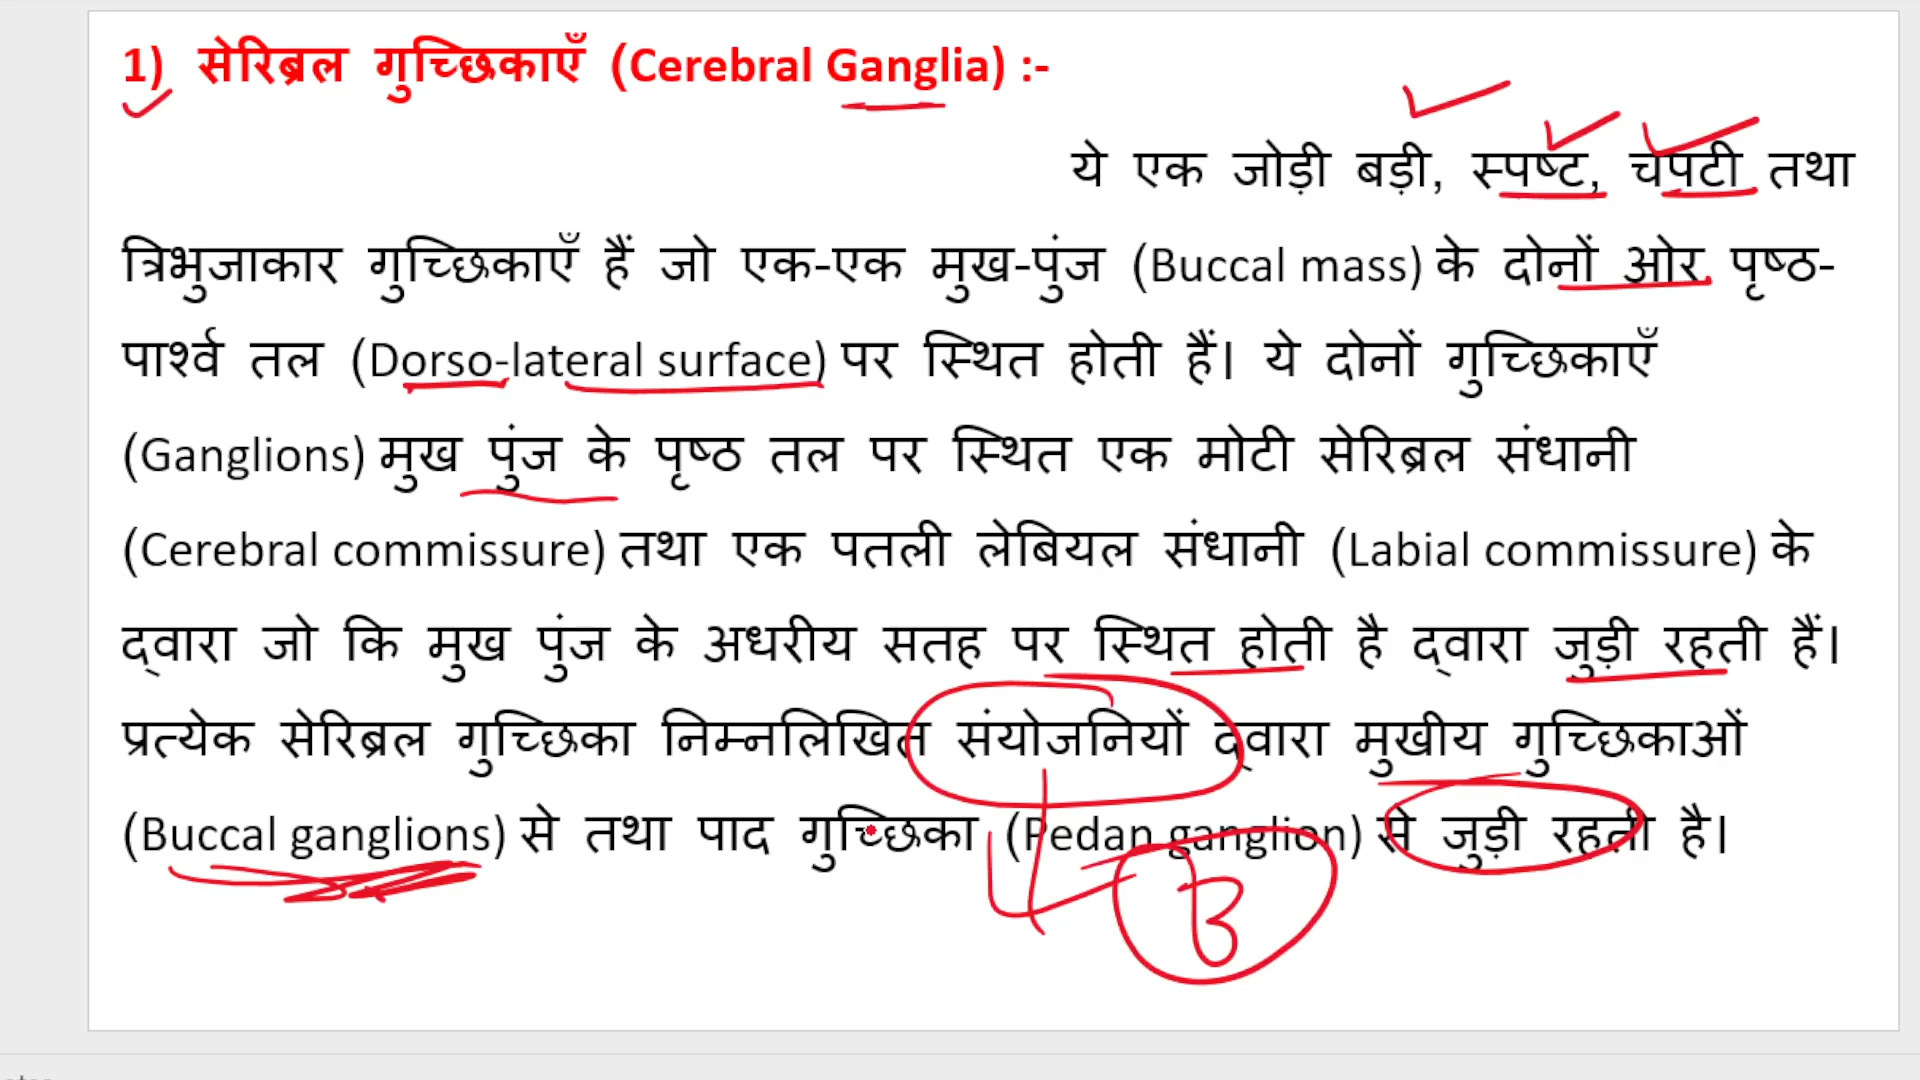 1) सेरिब्रल गुच्छिकाएँ (Cerebral Ganglia) :-
ये एक जोड़ी बड़ी, स्पष्ट, चपटी तथा
त्रिभुजाकार गुच्छिकाएँ हैं जो एक-एक मुख-पुंज (Buccal mass) के दोनों ओर पृष्ठ-
पार्श्व तल (Dorso-lateral surface) पर स्थित होती हैं। ये दोनों गुच्छिकाएँ
(Ganglions) मुख पुंज के पृष्ठ तल पर स्थित एक मोटी सेरिब्रल संधानी
(Cerebral commissure) तथा एक पतली लेबियल संधानी (Labial commissure) के
द्वारा जो कि मुख पुंज के अधरीय सतह पर स्थित होती है द्वारा जुड़ी रहती हैं।
प्रत्येक सेरिब्रल गुच्छिका निम्नलिखित संयोजनियों द्वारा मुखीय गुच्छिकाओं
(Buccal ganglions) से तथा पाद गुच्छिका (Pedan ganglion) से जुड़ी रहती है।